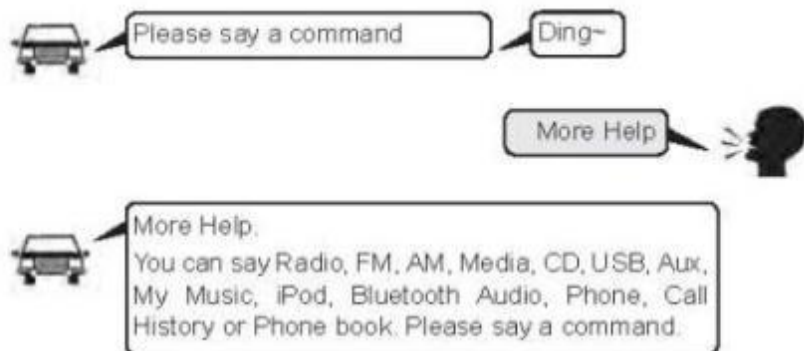 Please say a command
Ding~
More Help
More Help.
You can say Radio, FM, AM, Media, CD, USB, Aux,
My Music, iPod, Bluetooth Audio, Phone, Call
History or Phone book. Please say a command.